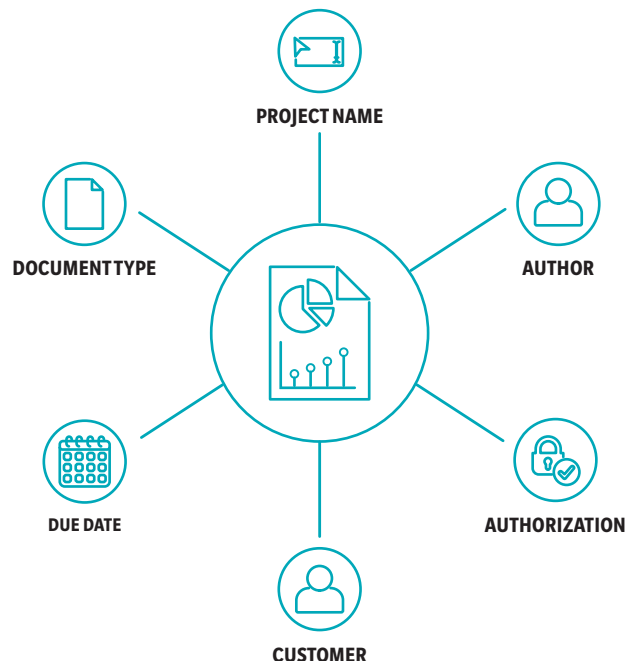 PROJECT NAME
DOCUMENT TYPE
AUTHOR
DUE DATE
AUTHORIZATION
CUSTOMER